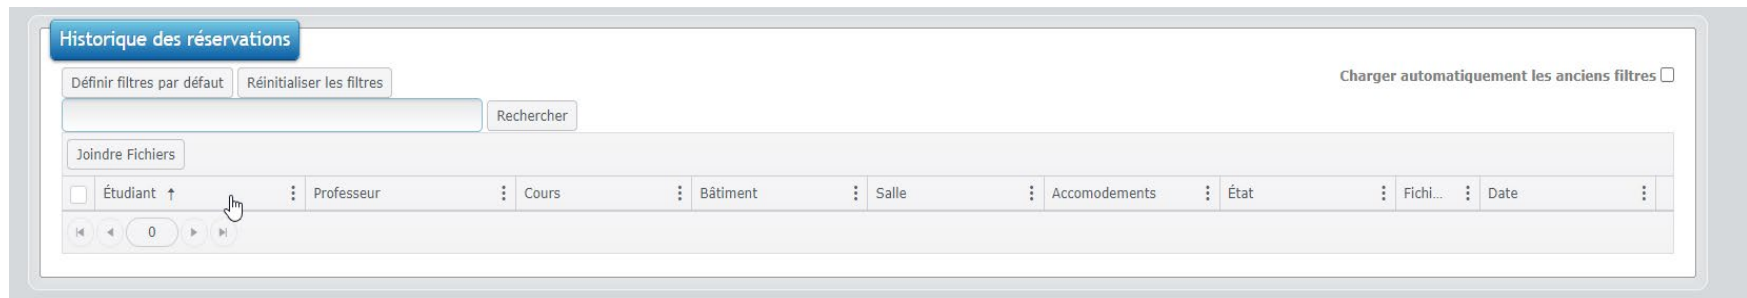 Historique des réservations
Définir filtres par défaut Réinitialiser les filtres Charger automatiquement les anciens filtres
Rechercher
Joindre Fichiers
Étudiant Professeur Cours Bâtiment Salle Accomodements État Fichi... Date
0